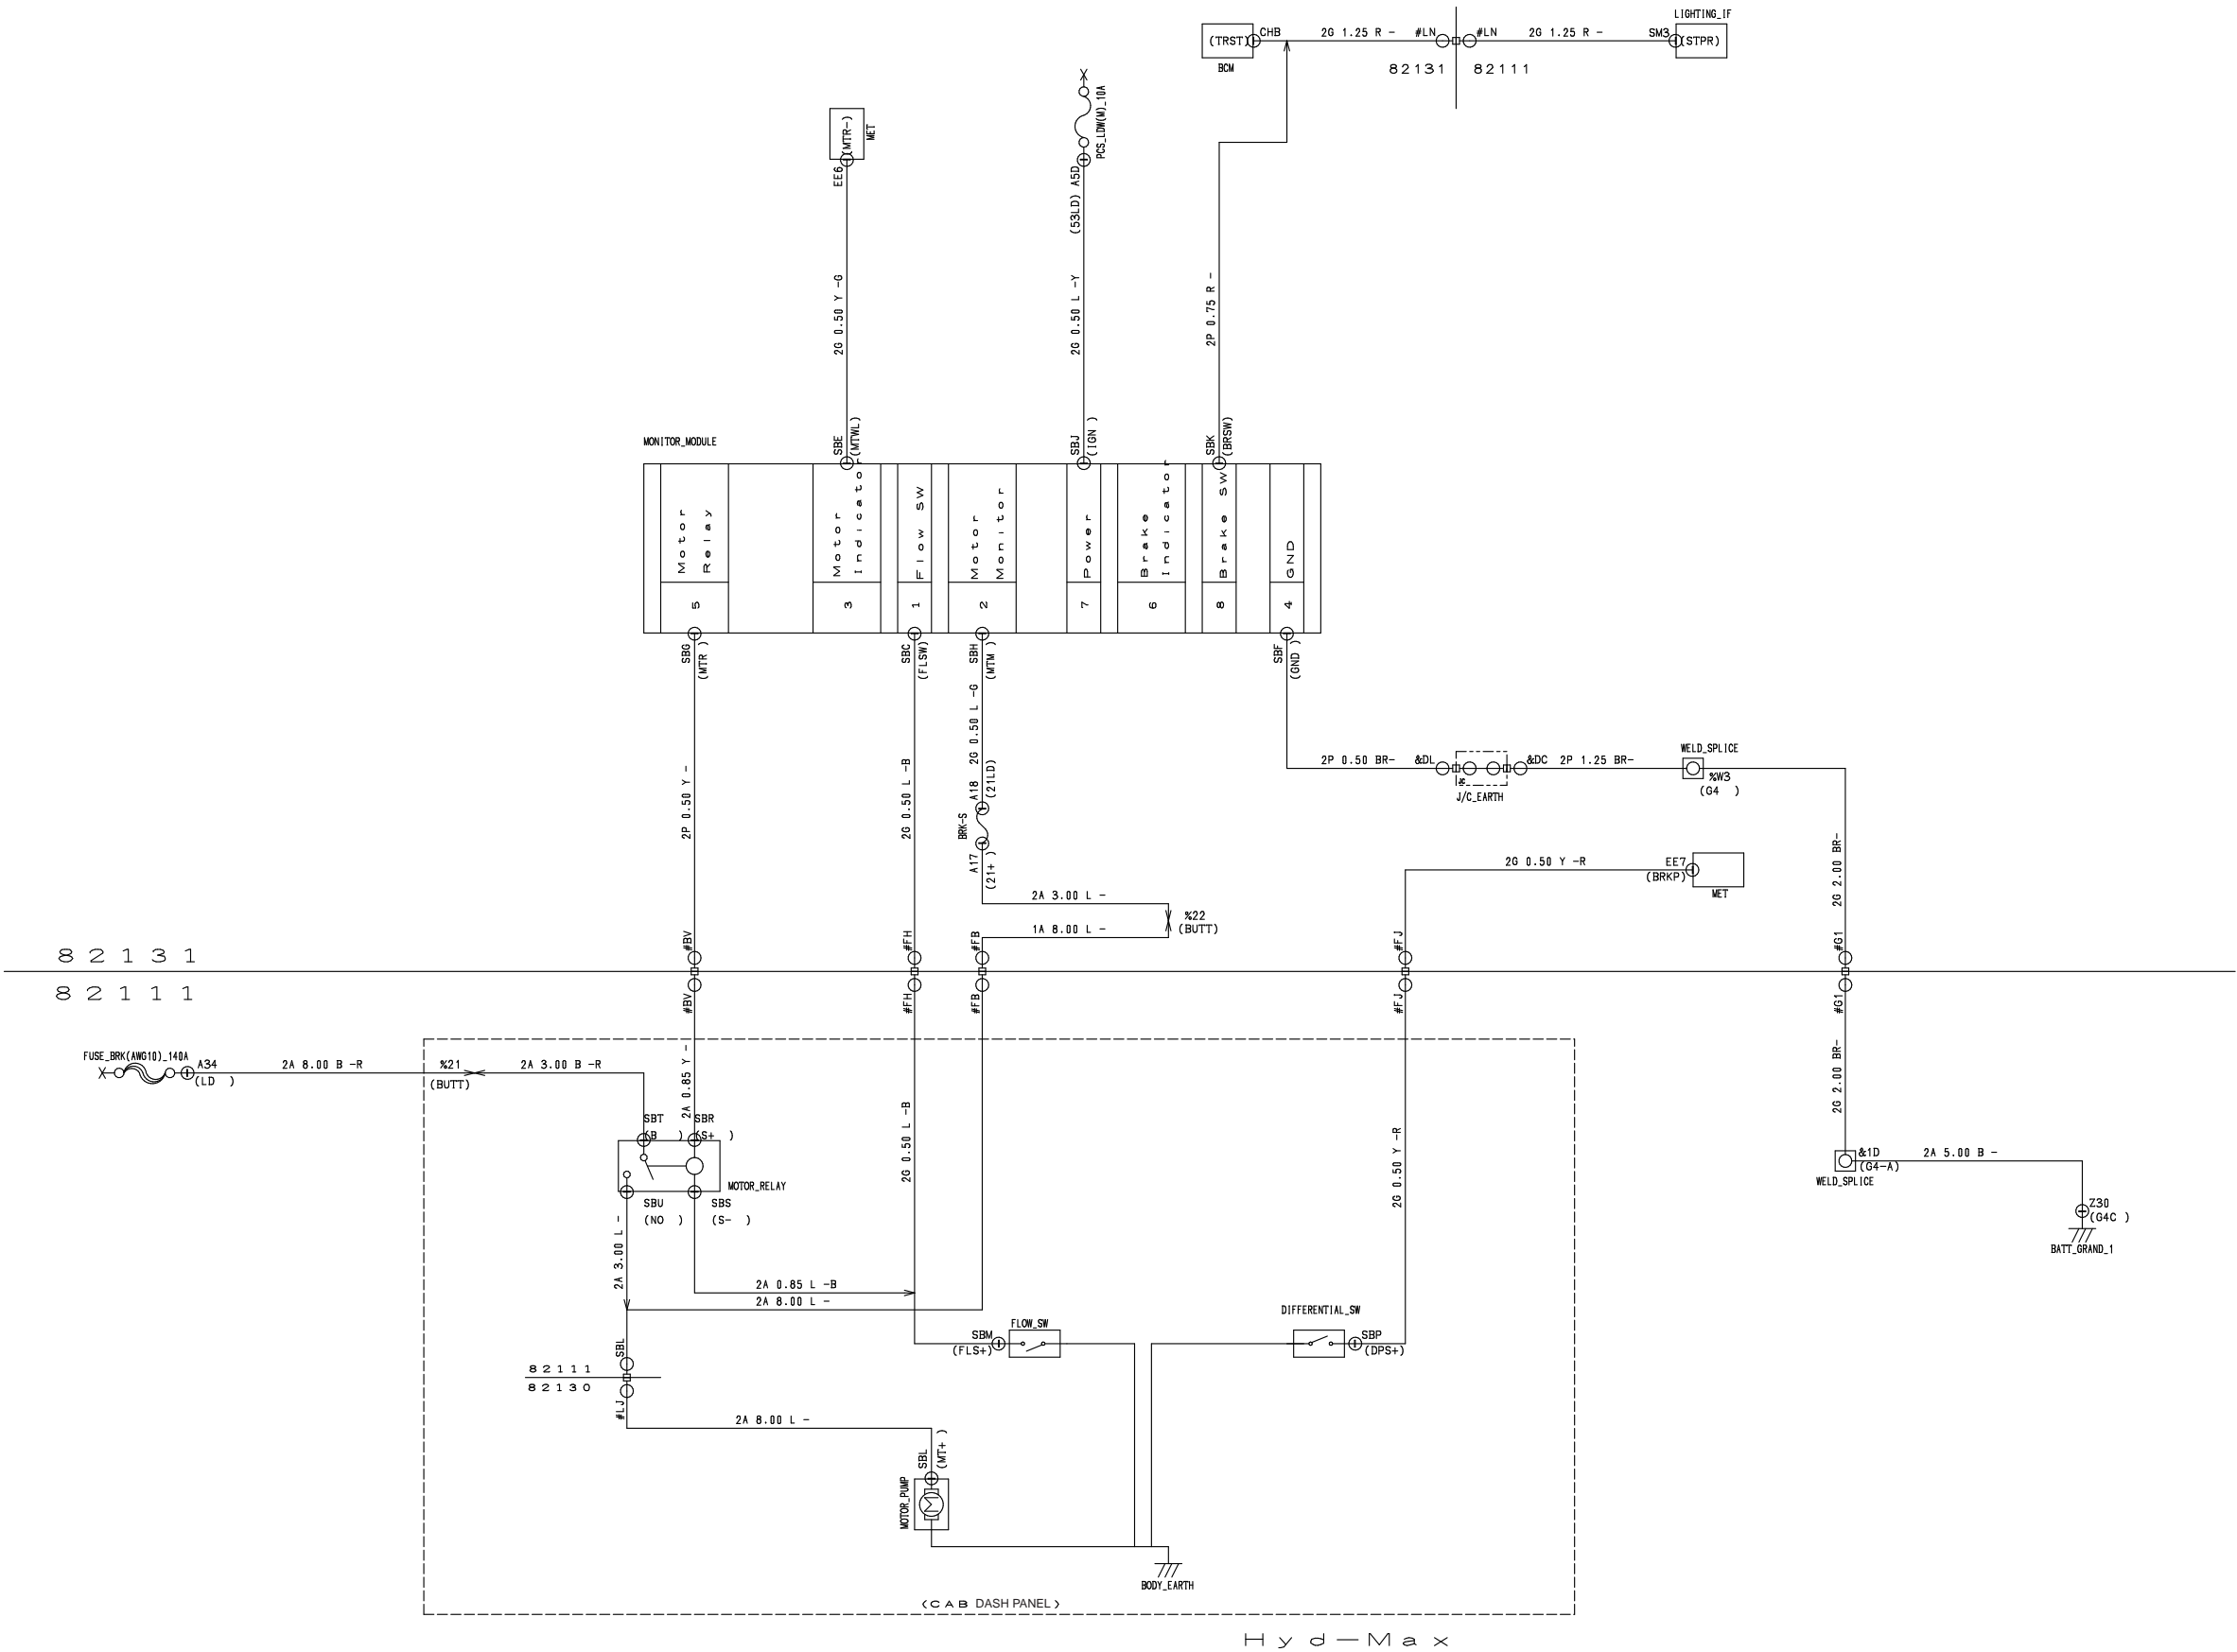 LIGHTING_IF
(TRST)
CHB
2G 1.25 R -
#LN
#LN
2G 1.25 R -
SM3
(STPR)
BCM
82131
82111
(MTR-)
MET
EE6
2G 0.50 Y -G
PCS_LDW(M)_10A
(53LD) A5D
2G 0.50 L -Y
2P 0.75 R -
MONITOR_MODULE
SBE
(MTWL)
SBJ
(IGN )
SBK
(BRSW)
Motor
Relay
5
Motor
Indicator
3
Flow SW
1
Motor
Monitor
2
Power
7
Brake
Indicator
6
Brake SW
8
GND
4
SBG
(MTR )
SBC
(FLSW)
SBH
(MTM )
SBF
(GND )
2P 0.50 Y -
2G 0.50 L -B
2G 0.50 L -G
A18
(21LD)
BRK-S
A17
(21+ )
2A 3.00 L -
%22
(BUTT)
1A 8.00 L -
2P 0.50 BR-
&DL
JC
J/C_EARTH
&DC
2P 1.25 BR-
WELD_SPLICE
%W3
(G4 )
2G 0.50 Y -R
EE7
(BRKP)
MET
2G 2.00 BR-
82131
#BV
#FH
#FB
#FJ
#G1
82111
#BV
#FH
#FB
#FJ
#G1
FUSE_BRK(AWG10)_140A
A34
(LD )
2A 8.00 B -R
%21
(BUTT)
2A 3.00 B -R
2A 0.85 Y -
SBT
(B )
SBR
(S+ )
MOTOR_RELAY
SBU
(NO )
SBS
(S- )
2G 0.50 L -B
2G 0.50 Y -R
2G 2.00 BR-
&1D
(G4-A)
WELD_SPLICE
2A 5.00 B -
Z30
(G4C )
BATT_GRAND_1
2A 3.00 L -
2A 0.85 L -B
2A 8.00 L -
SBM
(FLS+)
FLOW_SW
DIFFERENTIAL_SW
SBP
(DPS+)
SBL
82111
82130
#LJ
2A 8.00 L -
SBL
(MT+ )
MOTOR_PUMP
M
BODY_EARTH
(CAB DASH PANEL)
Hyd-Max